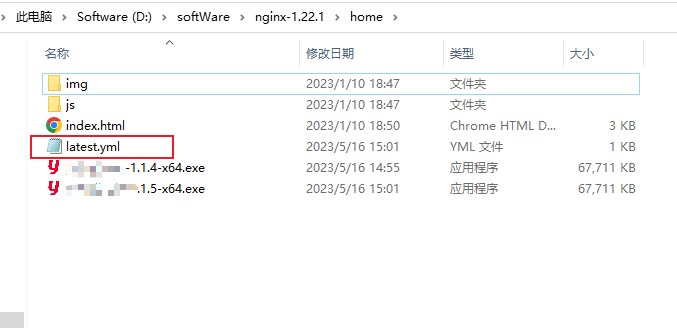 此电脑 > Software (D:) > softWare > nginx-1.22.1 > home >
名称 修改日期 类型 大小
img 2023/1/10 18:47 文件夹
js 2023/1/10 18:47 文件夹
index.html 2023/1/10 18:50 Chrome HTML D... 3 KB
latest.yml 2023/5/16 15:01 YML 文件 1 KB
-1.1.4-x64.exe 2023/5/16 14:55 应用程序 67,711 KB
.1.5-x64.exe 2023/5/16 15:01 应用程序 67,711 KB